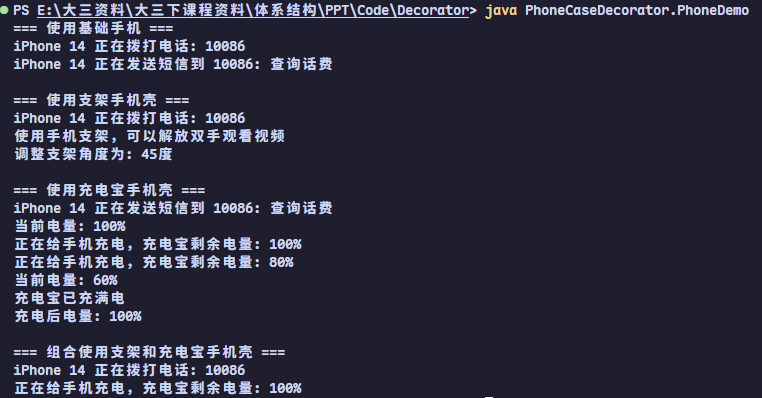 PS E:\大三资料\大三下课程资料\体系结构\PPT\Code\Decorator> java PhoneCaseDecorator.PhoneDemo
=== 使用基础手机 ===
iPhone 14 正在拨打电话: 10086
iPhone 14 正在发送短信到 10086: 查询话费
=== 使用支架手机壳 ===
iPhone 14 正在拨打电话: 10086
使用手机支架，可以解放双手观看视频
调整支架角度为: 45度
=== 使用充电宝手机壳 ===
iPhone 14 正在发送短信到 10086: 查询话费
当前电量: 100%
正在给手机充电，充电宝剩余电量: 100%
正在给手机充电，充电宝剩余电量: 80%
当前电量: 60%
充电宝已充满电
充电后电量: 100%
=== 组合使用支架和充电宝手机壳 ===
iPhone 14 正在拨打电话: 10086
正在给手机充电，充电宝剩余电量: 100%